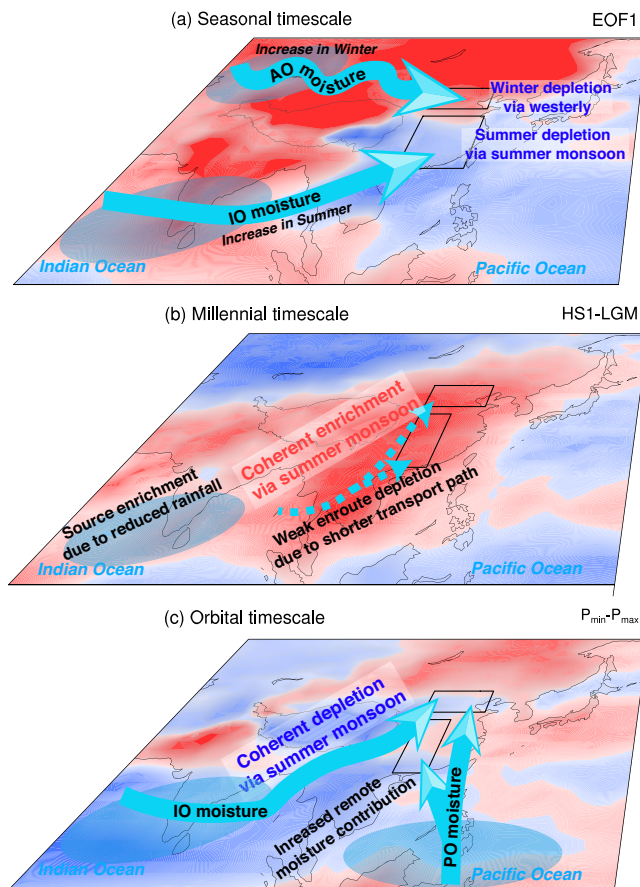 (a) Seasonal timescale
EOF1
Increase in Winter
AO moisture
Winter depletion
via westerly
Summer depletion
via summer monsoon
IO moisture
Increase in Summer
Indian Ocean
Pacific Ocean
(b) Millennial timescale
HS1-LGM
Coherent enrichment
via summer monsoon
Source enrichment
due to reduced rainfall
Weak enroute depletion
due to shorter transport path
Indian Ocean
Pacific Ocean
(c) Orbital timescale
Pmin-Pmax
Coherent depletion
via summer monsoon
IO moisture
Inreased remote
moisture contribution
PO moisture
Indian Ocean
Pacific Ocean